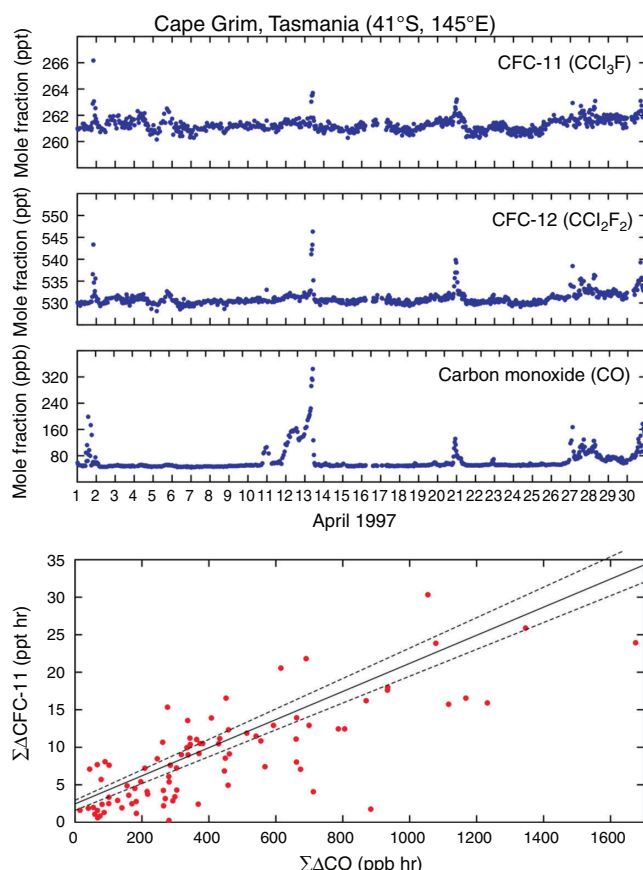 Cape Grim, Tasmania (41°S, 145°E)
Mole fraction (ppt)
266
264
262
260
CFC-11 (CCl₃F)
Mole fraction (ppt)
550
545
540
535
530
CFC-12 (CCl₂F₂)
Mole fraction (ppb)
320
240
160
80
Carbon monoxide (CO)
1 2 3 4 5 6 7 8 9 10 11 12 13 14 15 16 17 18 19 20 21 22 23 24 25 26 27 28 29 30
April 1997
ΣΔCFC-11 (ppt hr)
35
30
25
20
15
10
5
0
0 200 400 600 800 1000 1200 1400 1600
ΣΔCO (ppb hr)